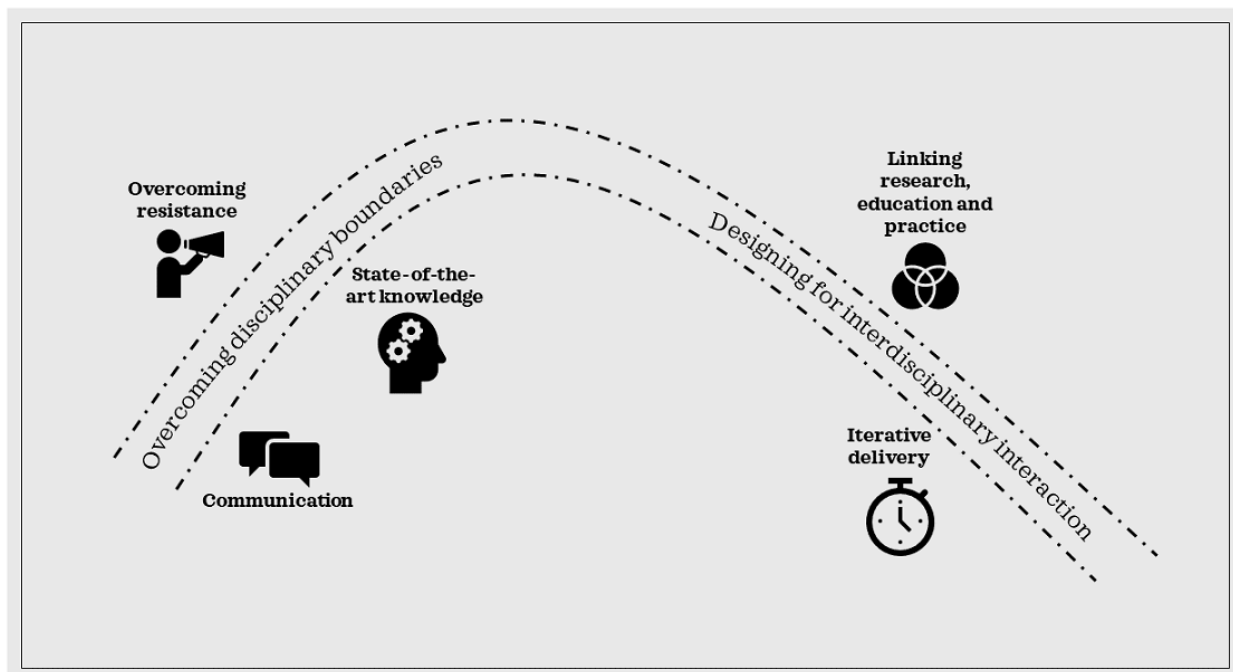 Overcoming
resistance
Overcoming disciplinary boundaries
State-of-the-
art knowledge
Communication
Designing for interdisciplinary interaction
Linking
research,
education and
practice
Iterative
delivery